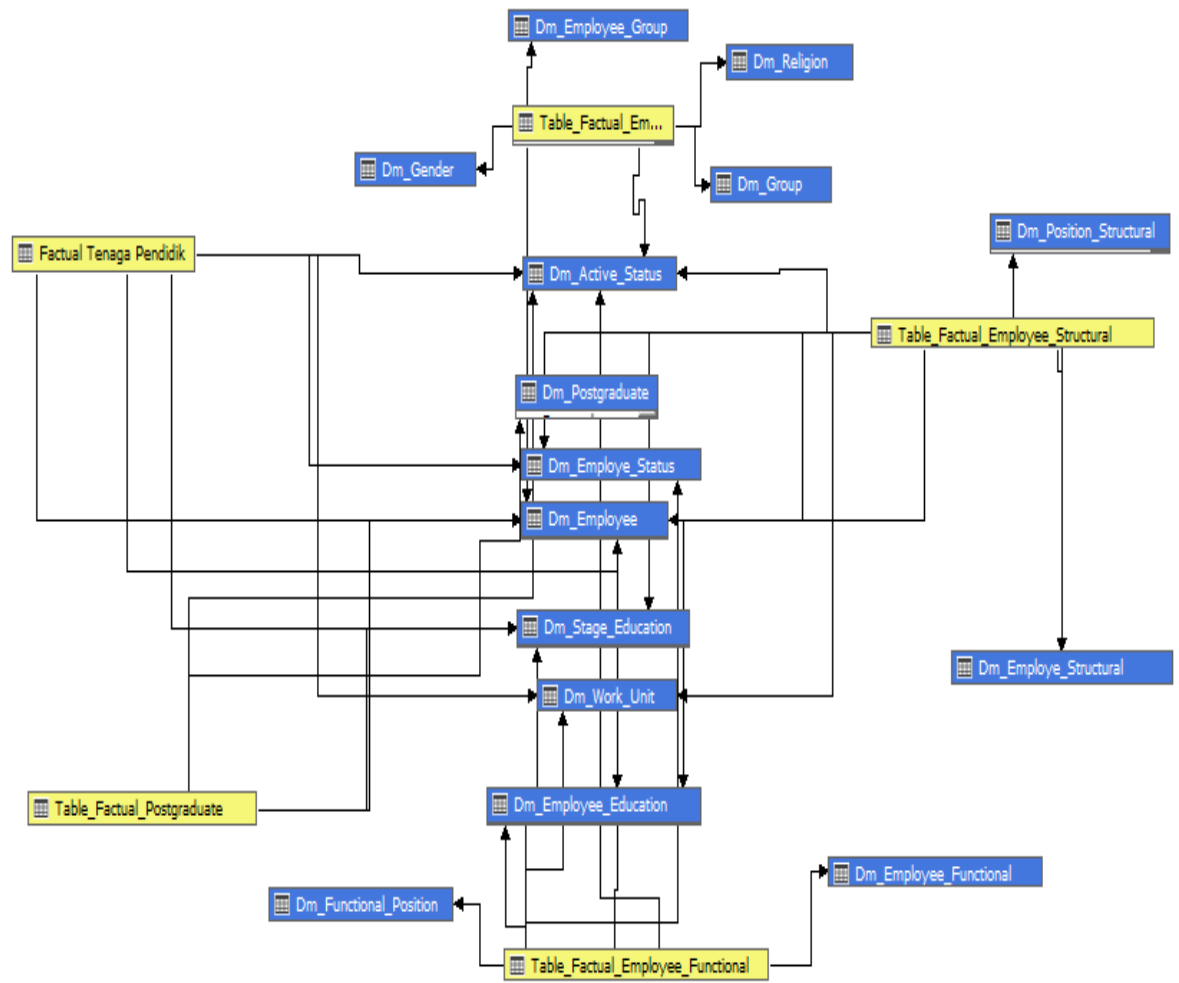 Dm_Employee_Group
Dm_Religion
Table_Factual_Em...
Dm_Gender
Dm_Group
Dm_Position_Structural
Factual Tenaga Pendidik
Dm_Active_Status
Table_Factual_Employee_Structural
Dm_Postgraduate
Dm_Employe_Status
Dm_Employee
Dm_Stage_Education
Dm_Employe_Structural
Dm_Work_Unit
Dm_Employee_Education
Table_Factual_Postgraduate
Dm_Employee_Functional
Dm_Functional_Position
Table_Factual_Employee_Functional